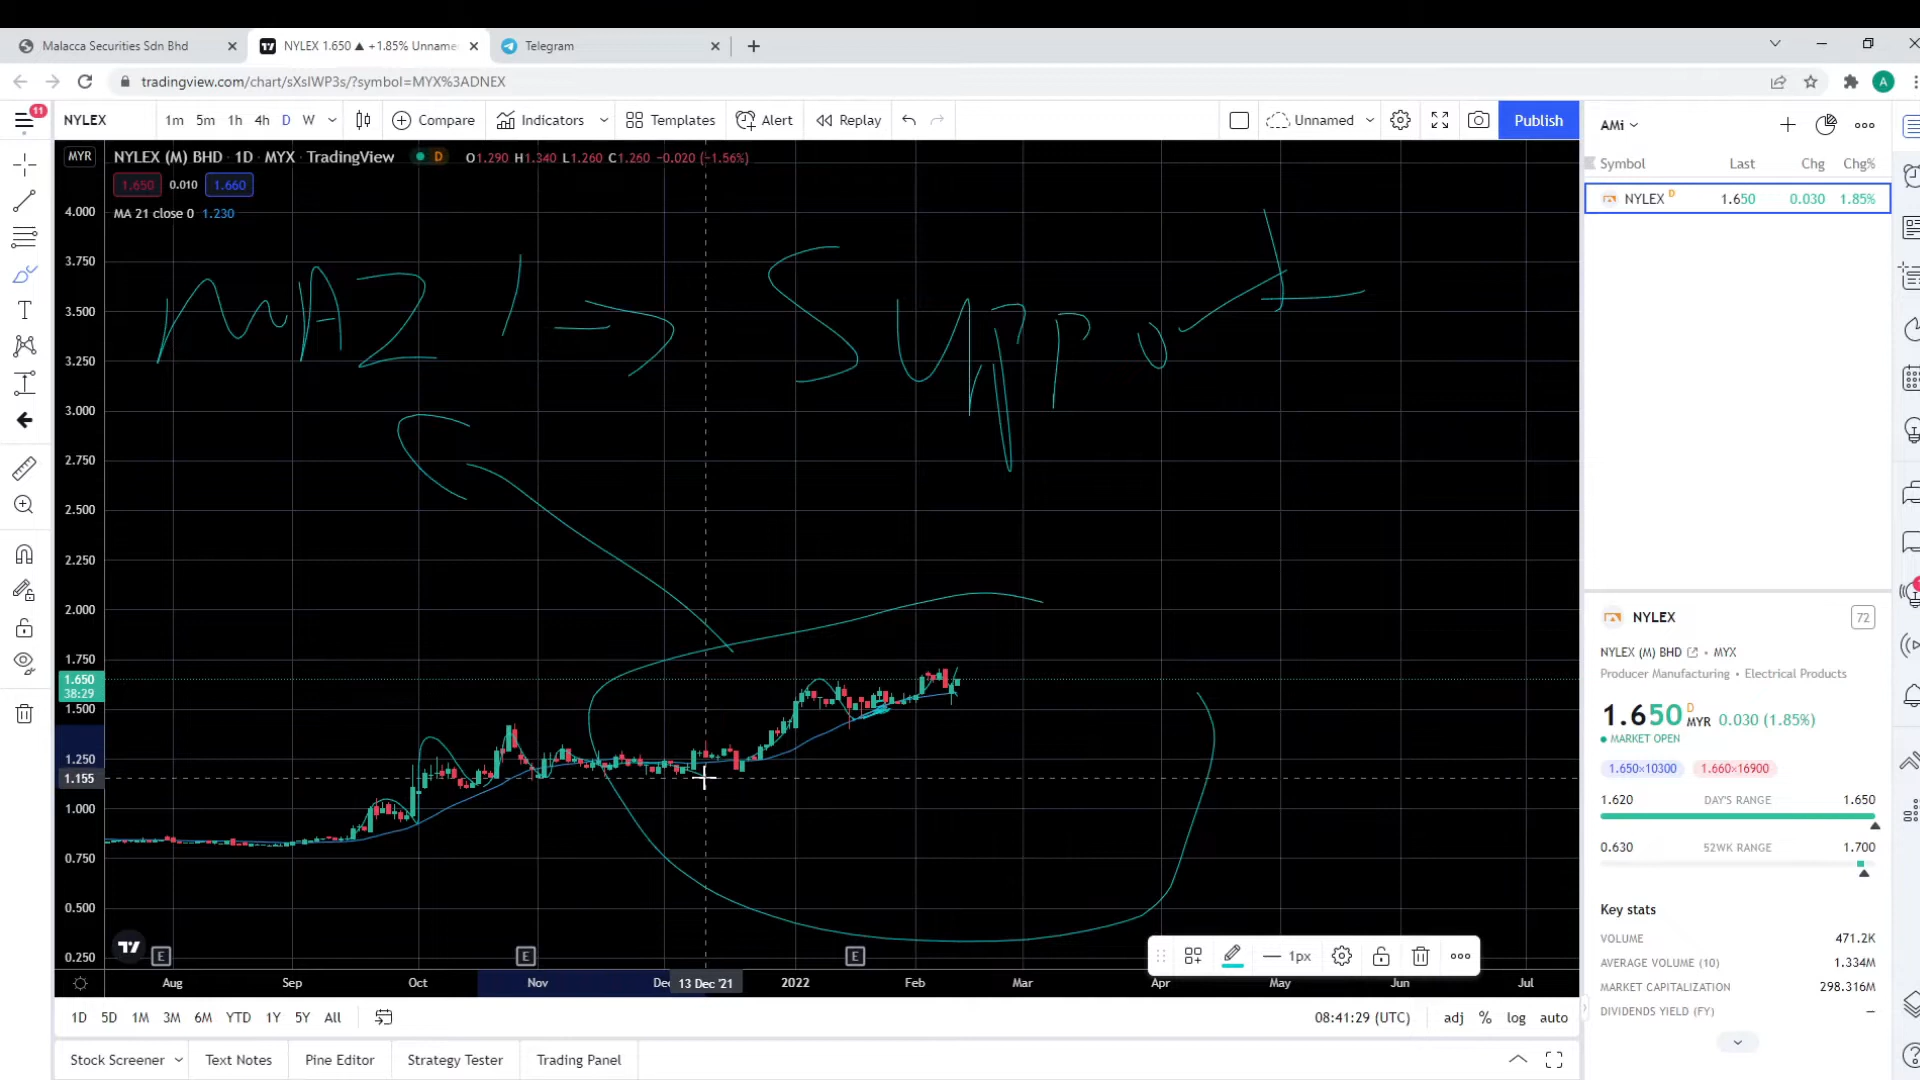 Malacca Securities Sdn Bhd
NYLEX 1.650 ▲ +1.85% Unname
Telegram
tradingview.com/chart/sXsIWP3s/?symbol=MYX%3ADNEX
A
11
NYLEX
1m 5m 1h 4h D W
Compare
Indicators
Templates
Alert
Replay
Unnamed
Publish
AMi
MYR
NYLEX (M) BHD · 1D · MYX · TradingView
D
O1.290 H1.340 L1.260 C1.260 -0.020 (-1.56%)
1.650 0.010 1.660
MA 21 close 0 1.230
MA21 -> Support
Symbol Last Chg Chg%
NYLEX D 1.650 0.030 1.85%
4.000
3.750
3.500
3.250
3.000
2.750
2.500
2.250
2.000
1.750
1.650
38:29
1.500
1.250
1.155
1.000
0.750
0.500
0.250
E E E
Aug Sep Oct Nov Dec 13 Dec '21 2022 Feb Mar Apr May Jun Jul
1px
1D 5D 1M 3M 6M YTD 1Y 5Y All
08:41:29 (UTC) adj % log auto
Stock Screener Text Notes Pine Editor Strategy Tester Trading Panel
NYLEX 72
NYLEX (M) BHD • MYX
Producer Manufacturing • Electrical Products
1.650 D MYR 0.030 (1.85%)
MARKET OPEN
1.650×10300 1.660×16900
1.620 DAY'S RANGE 1.650
0.630 52WK RANGE 1.700
Key stats
VOLUME 471.2K
AVERAGE VOLUME (10) 1.334M
MARKET CAPITALIZATION 298.316M
DIVIDENDS YIELD (FY) —